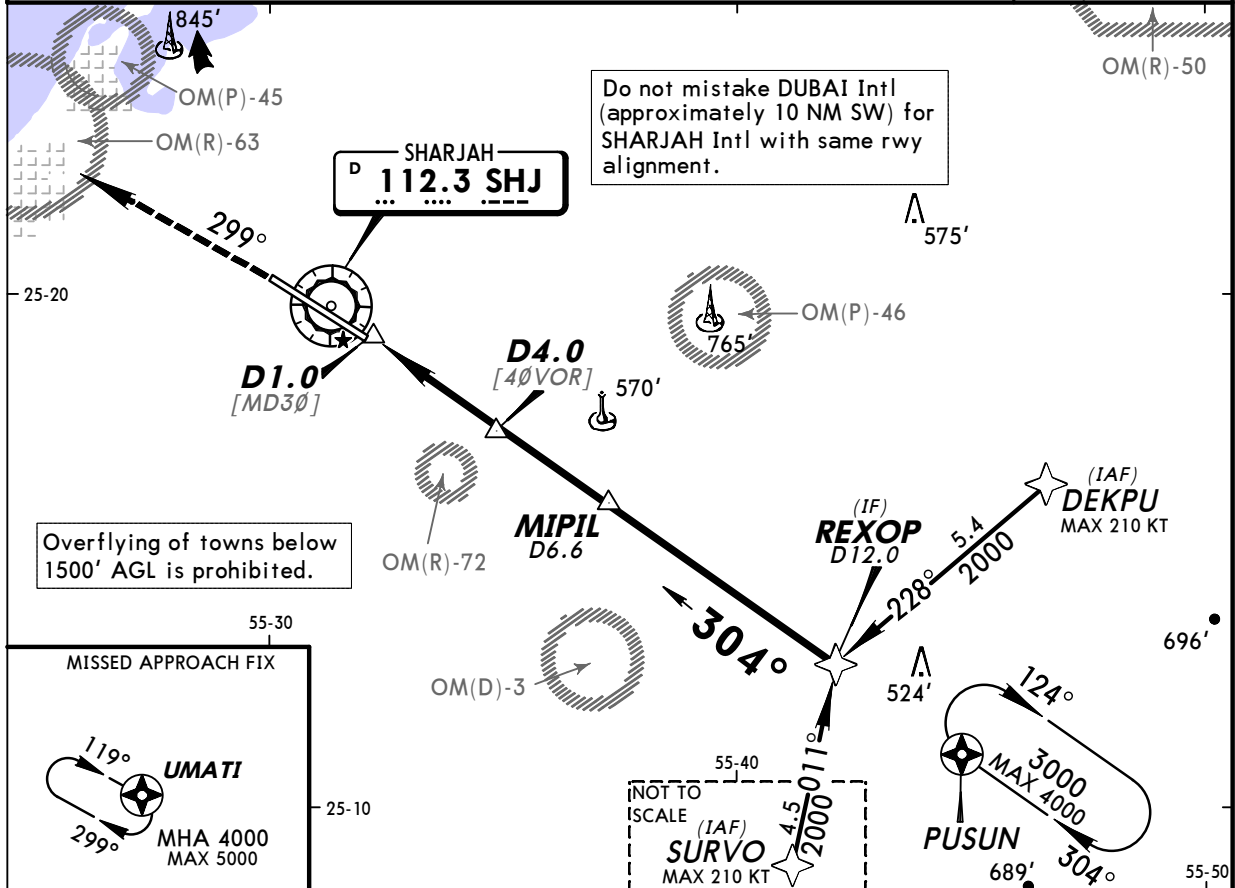 845'
OM(P)-45
OM(R)-63
OM(R)-50
Do not mistake DUBAI Intl
(approximately 10 NM SW) for
SHARJAH Intl with same rwy
alignment.
SHARJAH
D 112.3 SHJ
299°
575'
25-20
OM(P)-46
765'
D1.0
[MD3Ø]
D4.0
[4ØVOR]
570'
MIPIL
D6.6
OM(R)-72
(IF)
REXOP
D12.0
(IAF)
DEKPU
MAX 210 KT
5.4
2000
228°
Overflying of towns below
1500' AGL is prohibited.
55-30
304°
696'
OM(D)-3
524'
MISSED APPROACH FIX
119°
UMATI
299°
MHA 4000
MAX 5000
25-10
55-40
NOT TO
SCALE
(IAF)
SURVO
MAX 210 KT
4.5
2000
011°
124°
3000
MAX 4000
PUSUN
304°
689'
55-50